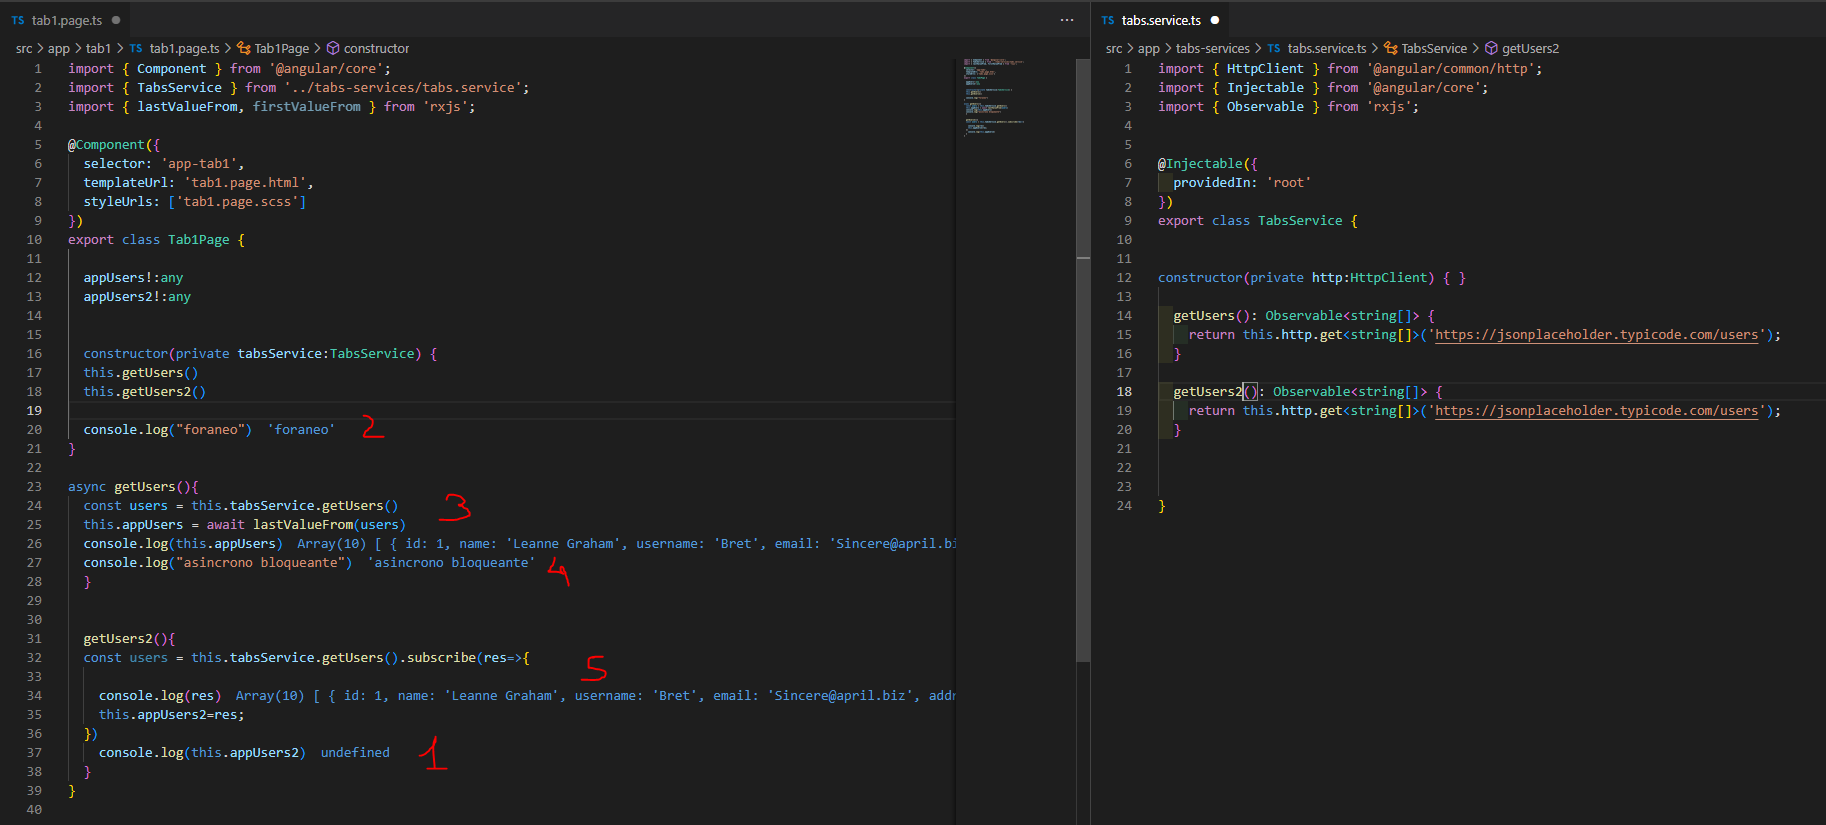 TS tab1.page.ts
src > app > tab1 > TS tab1.page.ts > Tab1Page > constructor
1 import { Component } from '@angular/core';
2 import { TabsService } from '../tabs-services/tabs.service';
3 import { lastValueFrom, firstValueFrom } from 'rxjs';
4
5 @Component({
6 selector: 'app-tab1',
7 templateUrl: 'tab1.page.html',
8 styleUrls: ['tab1.page.scss']
9 })
10 export class Tab1Page {
11
12 appUsers!:any
13 appUsers2!:any
14
15
16 constructor(private tabsService:TabsService) {
17 this.getUsers()
18 this.getUsers2()
19
20 console.log("foraneo") 'foraneo' 2
21 }
22
23 async getUsers(){
24 const users = this.tabsService.getUsers() 3
25 this.appUsers = await lastValueFrom(users)
26 console.log(this.appUsers) Array(10) [ { id: 1, name: 'Leanne Graham', username: 'Bret', email: 'Sincere@april.bi
27 console.log("asincrono bloqueante") 'asincrono bloqueante' 4
28 }
29
30
31 getUsers2(){
32 const users = this.tabsService.getUsers().subscribe(res=>{ 5
33
34 console.log(res) Array(10) [ { id: 1, name: 'Leanne Graham', username: 'Bret', email: 'Sincere@april.biz', addr
35 this.appUsers2=res;
36 })
37 console.log(this.appUsers2) undefined 1
38 }
39 }
40
TS tabs.service.ts
src > app > tabs-services > TS tabs.service.ts > TabsService > getUsers2
1 import { HttpClient } from '@angular/common/http';
2 import { Injectable } from '@angular/core';
3 import { Observable } from 'rxjs';
4
5
6 @Injectable({
7 providedIn: 'root'
8 })
9 export class TabsService {
10
11
12 constructor(private http:HttpClient) { }
13
14 getUsers(): Observable<string[]> {
15 return this.http.get<string[]>('https://jsonplaceholder.typicode.com/users');
16 }
17
18 getUsers2(): Observable<string[]> {
19 return this.http.get<string[]>('https://jsonplaceholder.typicode.com/users');
20 }
21
22
23
24 }